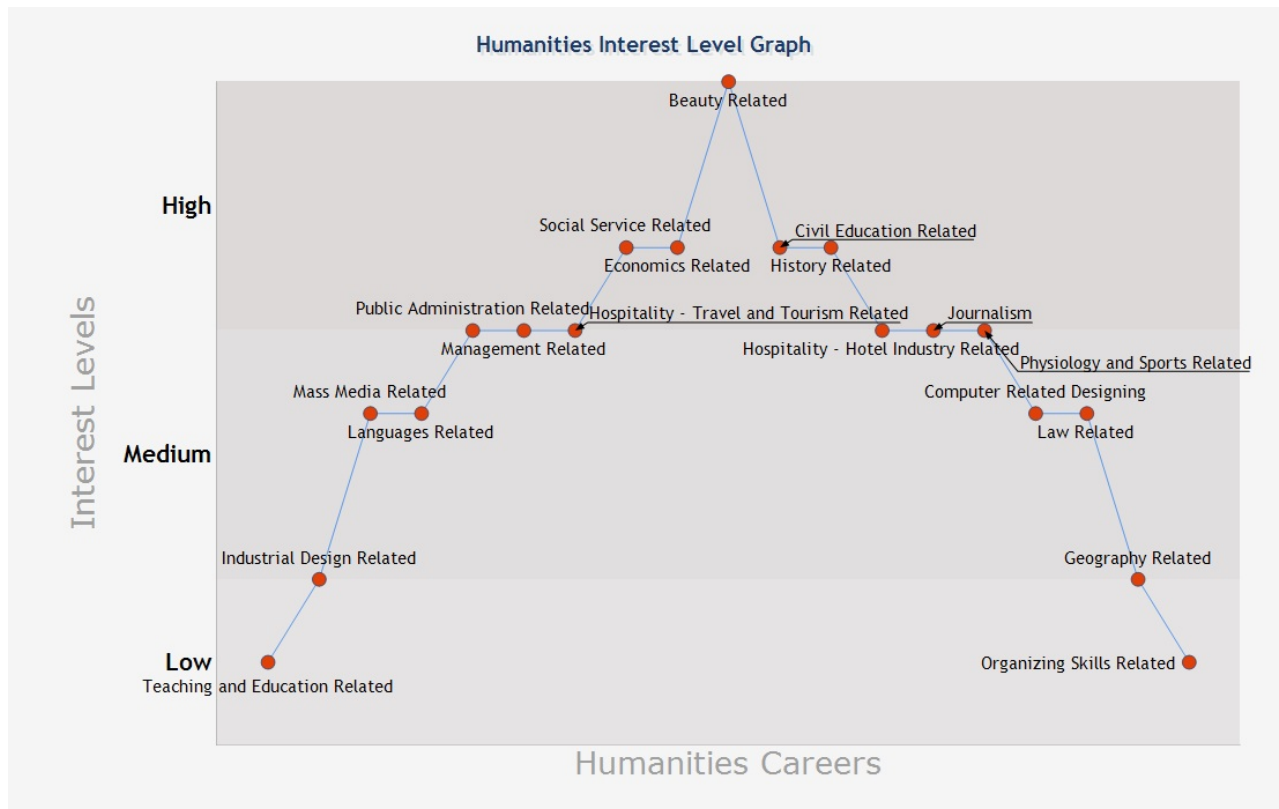 Humanities Interest Level Graph
Beauty Related
High
Social Service Related
Civil Education Related
Economics Related
History Related
Public Administration Related
Hospitality - Travel and Tourism Related
Journalism
Management Related
Hospitality - Hotel Industry Related
Physiology and Sports Related
Mass Media Related
Computer Related Designing
Languages Related
Law Related
Medium
Interest Levels
Industrial Design Related
Geography Related
Low
Organizing Skills Related
Teaching and Education Related
Humanities Careers